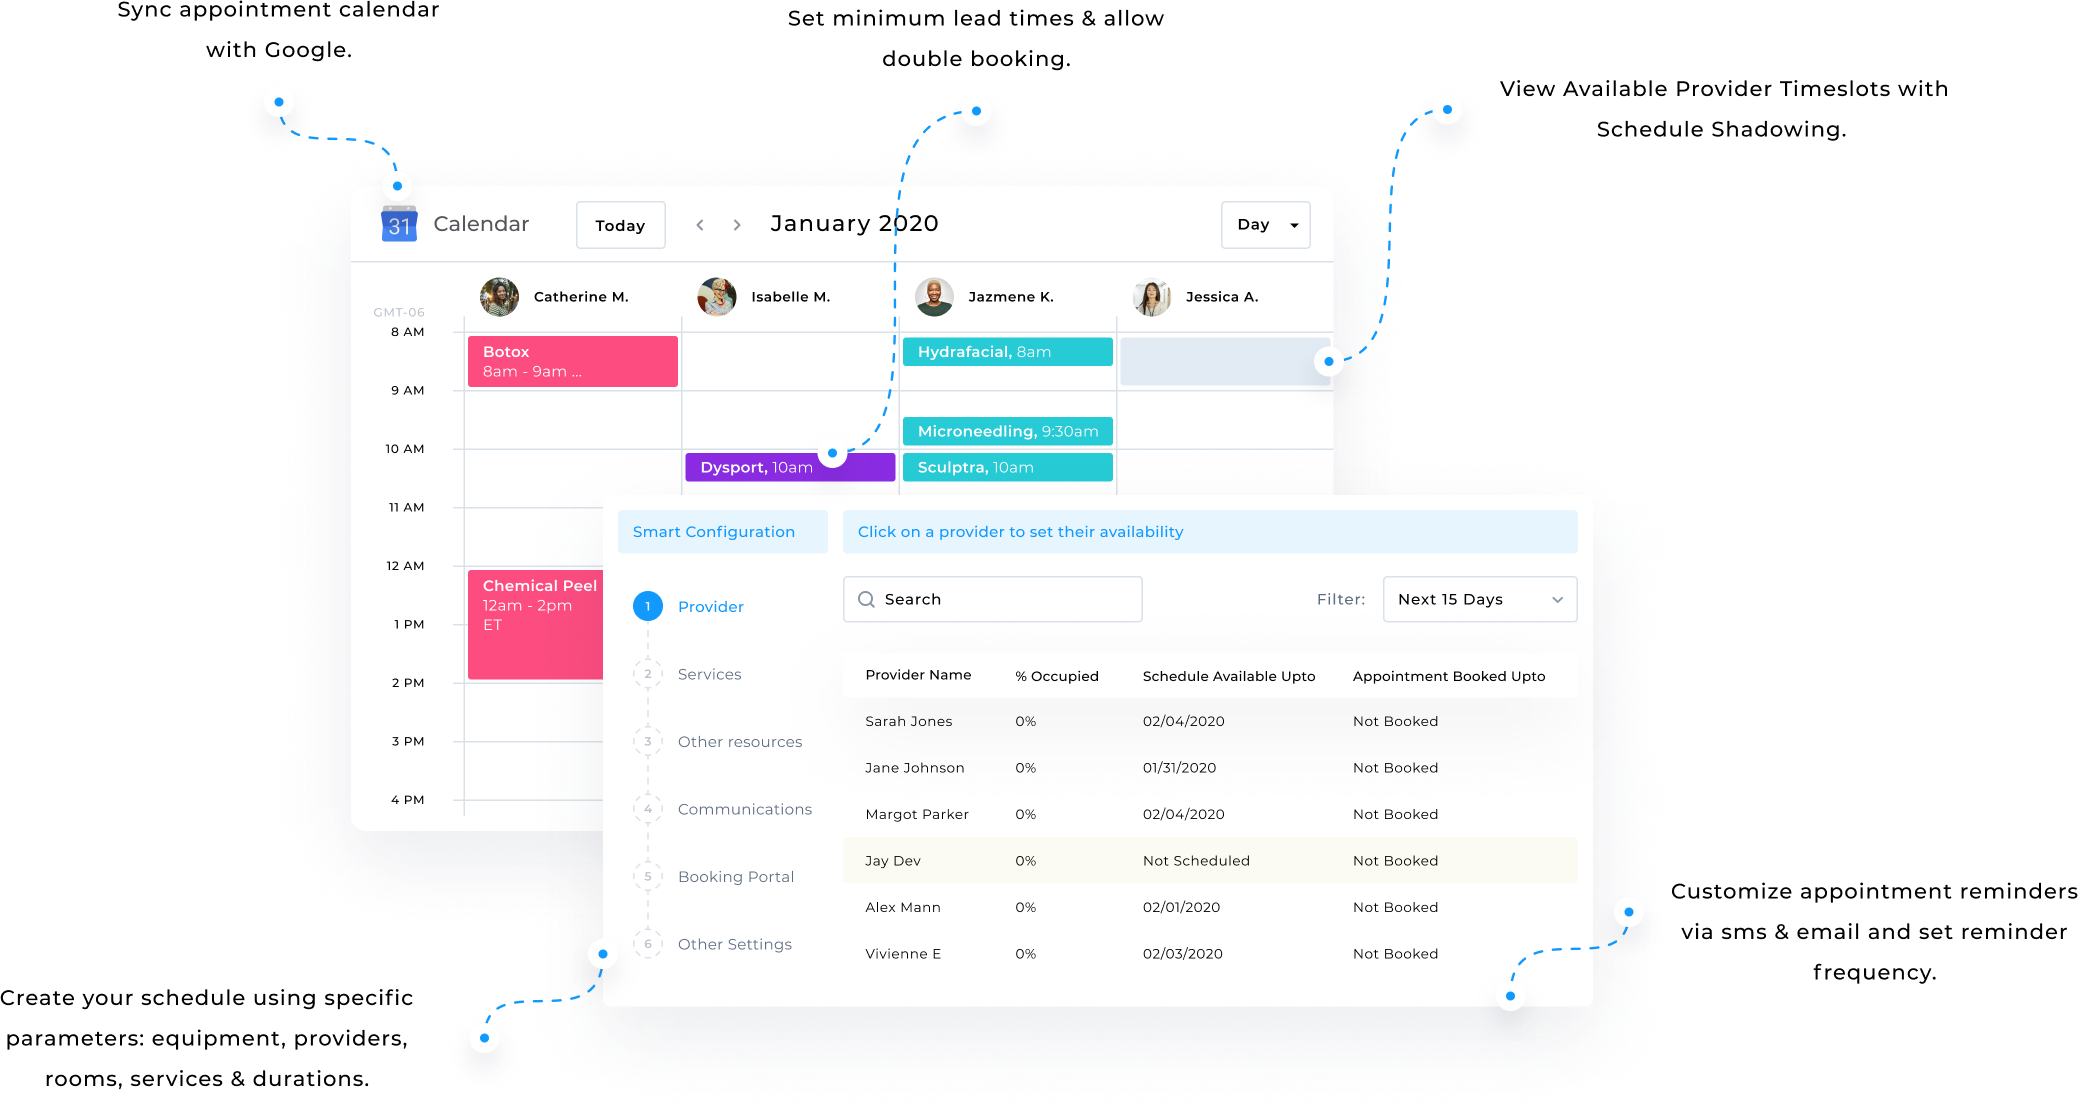 Sync appointment calendar
with Google.
Set minimum lead times & allow
double booking.
View Available Provider Timeslots with
Schedule Shadowing.
31 Calendar Today January 2020 Day
Catherine M. Isabelle M. Jazmene K. Jessica A.
GMT-06
8 AM
Botox
8am - 9am ...
Hydrafacial, 8am
9 AM
Microneedling, 9:30am
10 AM
Dysport, 10am
Sculptra, 10am
11 AM
12 AM
Chemical Peel
12am - 2pm
ET
1 PM
2 PM
3 PM
4 PM
Smart Configuration
Click on a provider to set their availability
1 Provider
2 Services
3 Other resources
4 Communications
5 Booking Portal
6 Other Settings
Search
Filter: Next 15 Days
Provider Name % Occupied Schedule Available Upto Appointment Booked Upto
Sarah Jones 0% 02/04/2020 Not Booked
Jane Johnson 0% 01/31/2020 Not Booked
Margot Parker 0% 02/04/2020 Not Booked
Jay Dev 0% Not Scheduled Not Booked
Alex Mann 0% 02/01/2020 Not Booked
Vivienne E 0% 02/03/2020 Not Booked
Customize appointment reminders
via sms & email and set reminder
frequency.
Create your schedule using specific
parameters: equipment, providers,
rooms, services & durations.